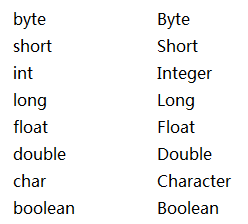 byte Byte
short Short
int Integer
long Long
float Float
double Double
char Character
boolean Boolean